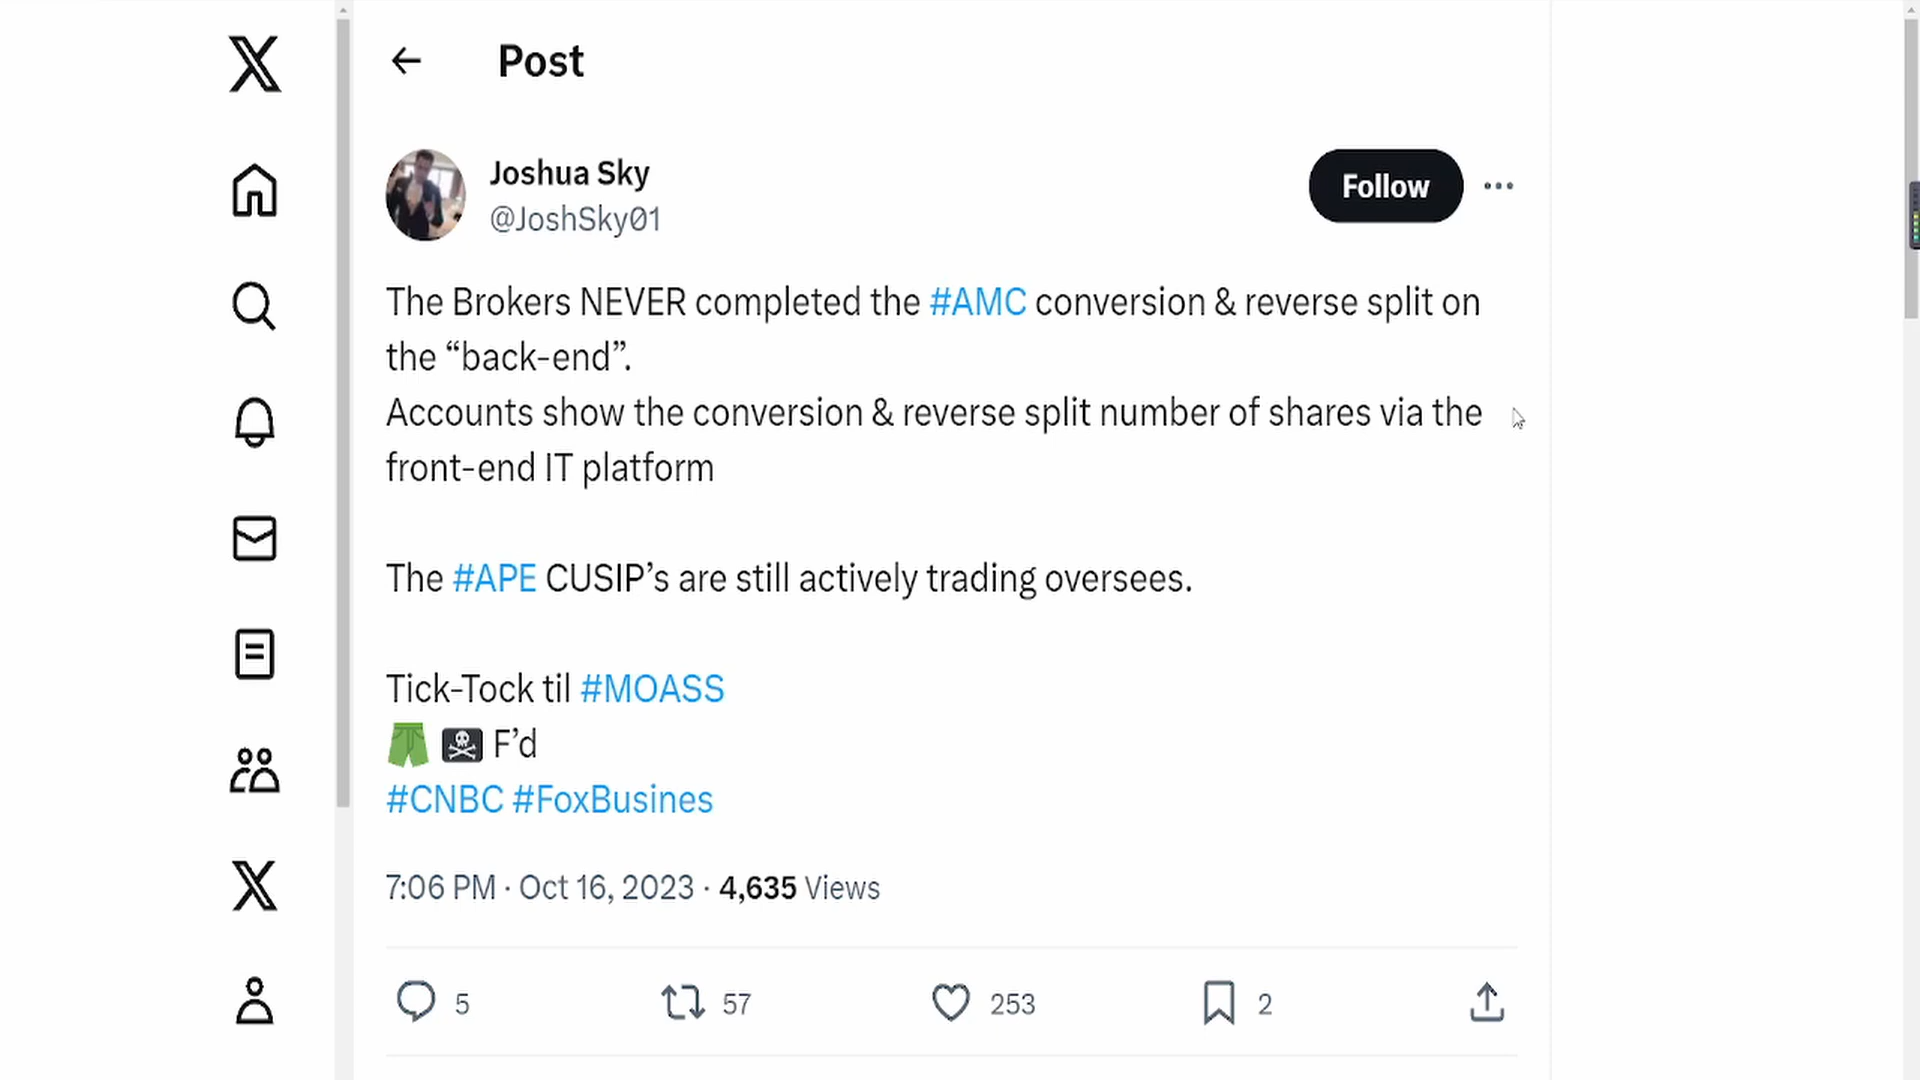 Post
Joshua Sky
@JoshSky01
Follow
The Brokers NEVER completed the #AMC conversion & reverse split on
the “back-end”.
Accounts show the conversion & reverse split number of shares via the
front-end IT platform
The #APE CUSIP’s are still actively trading oversees.
Tick-Tock til #MOASS
🩳 🏴‍☠️ F’d
#CNBC #FoxBusines
7:06 PM · Oct 16, 2023 · 4,635 Views
5 57 253 2